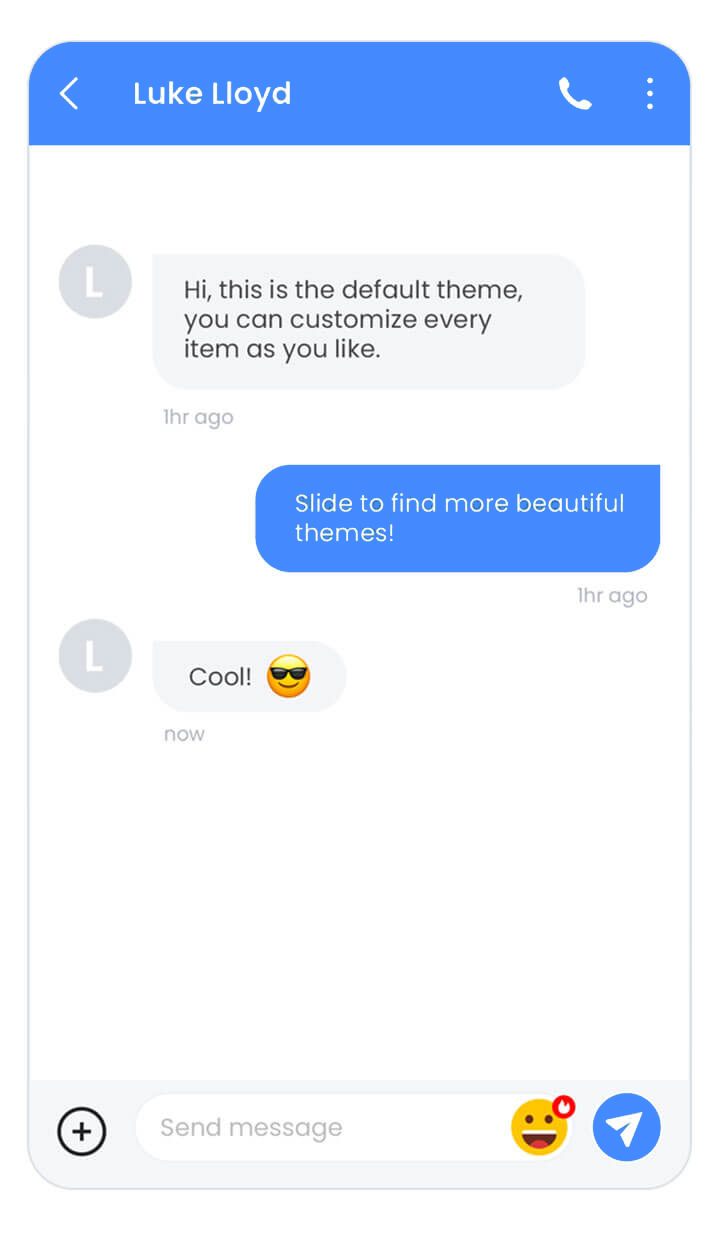 Luke Lloyd
L
Hi, this is the default theme,
you can customize every
item as you like.
1hr ago
Slide to find more beautiful
themes!
1hr ago
L
Cool! 😎
now
Send message